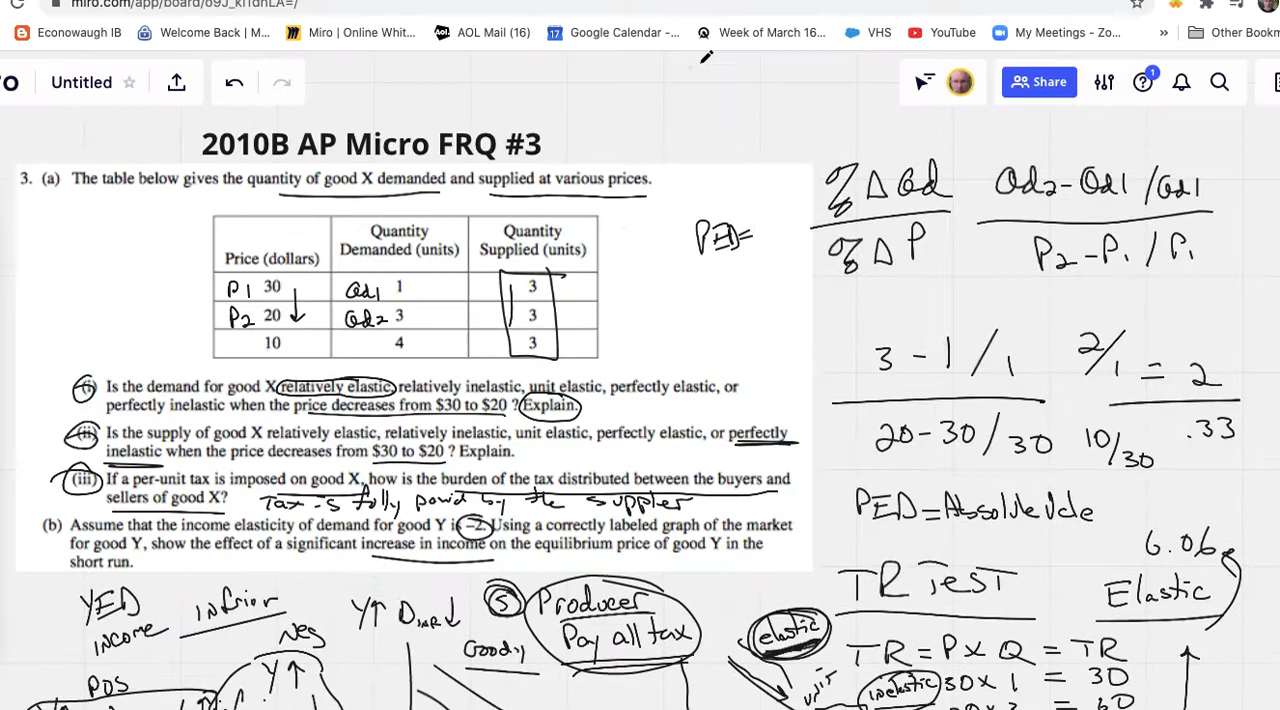 miro.com/app/board/o9J_kFfdnLA=/
Econowaugh IB
Welcome Back | M...
Miro | Online Whit...
AOL Mail (16)
Google Calendar -...
Week of March 16...
VHS
YouTube
My Meetings - Zo...
»
Other Bookm
ro
Untitled
Share
1
2010B AP Micro FRQ #3
3. (a) The table below gives the quantity of good X demanded and supplied at various prices.
Price (dollars)
Quantity Demanded (units)
Quantity Supplied (units)
P1 30 Qd1 1 3
P2 20 Qd2 3 3
10 4 3
(i) Is the demand for good X relatively elastic, relatively inelastic, unit elastic, perfectly elastic, or
perfectly inelastic when the price decreases from $30 to $20 ? Explain.
(ii) Is the supply of good X relatively elastic, relatively inelastic, unit elastic, perfectly elastic, or perfectly
inelastic when the price decreases from $30 to $20 ? Explain.
(iii) If a per-unit tax is imposed on good X, how is the burden of the tax distributed between the buyers and
sellers of good X?
Tax is fully paid by the supplier
(b) Assume that the income elasticity of demand for good Y is -2. Using a correctly labeled graph of the market
for good Y, show the effect of a significant increase in income on the equilibrium price of good Y in the
short run.
PED=
%ΔQd
%ΔP
Qd2-Qd1 /Qd1
P2-P1 / P1
3 - 1 / 1
20 - 30 / 30
2/1 = 2
10/30
.33
PED=Absolute
6.06
Elastic
TR Test
TR = P x Q = TR
30 x 1 = 30
60
elastic
unit
inelastic
YED
income
Inferior
Neg
Y↑
POS
Y↑
Good y
S
Producer
Pay all tax